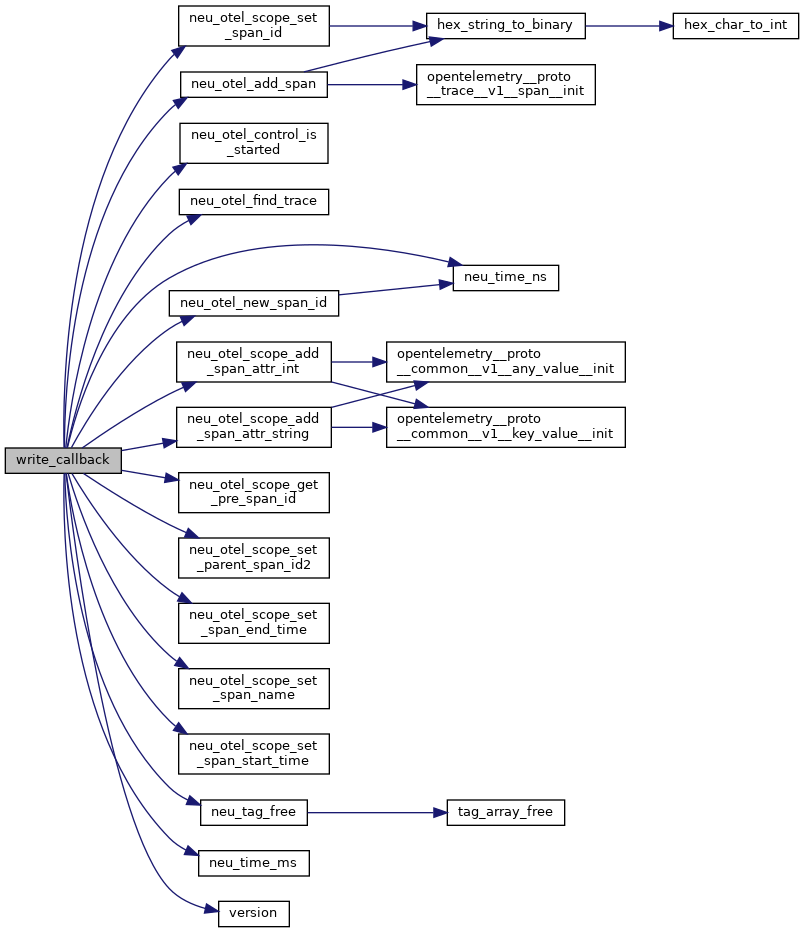 neu_otel_scope_set
_span_id
hex_string_to_binary
hex_char_to_int
neu_otel_add_span
opentelemetry__proto
__trace__v1__span__init
neu_otel_control_is
_started
neu_otel_find_trace
neu_time_ns
neu_otel_new_span_id
neu_otel_scope_add
_span_attr_int
opentelemetry__proto
__common__v1__any_value__init
neu_otel_scope_add
_span_attr_string
opentelemetry__proto
__common__v1__key_value__init
write_callback
neu_otel_scope_get
_pre_span_id
neu_otel_scope_set
_parent_span_id2
neu_otel_scope_set
_span_end_time
neu_otel_scope_set
_span_name
neu_otel_scope_set
_span_start_time
neu_tag_free
tag_array_free
neu_time_ms
version